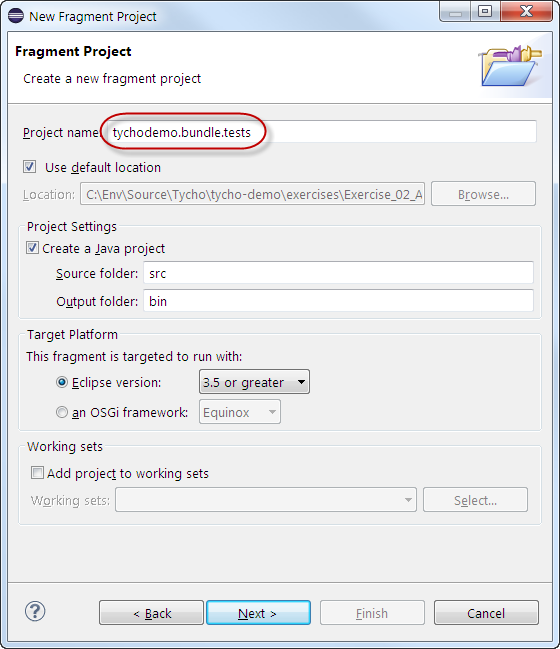 New Fragment Project
Fragment Project
Create a new fragment project
Project name: tychodemo.bundle.tests
Use default location
Location: C:\Env\Source\Tycho\tycho-demo\exercises\Exercise_02_A Browse...
Project Settings
Create a Java project
Source folder: src
Output folder: bin
Target Platform
This fragment is targeted to run with:
Eclipse version: 3.5 or greater
an OSGi framework: Equinox
Working sets
Add project to working sets
Working sets: Select...
? < Back Next > Finish Cancel